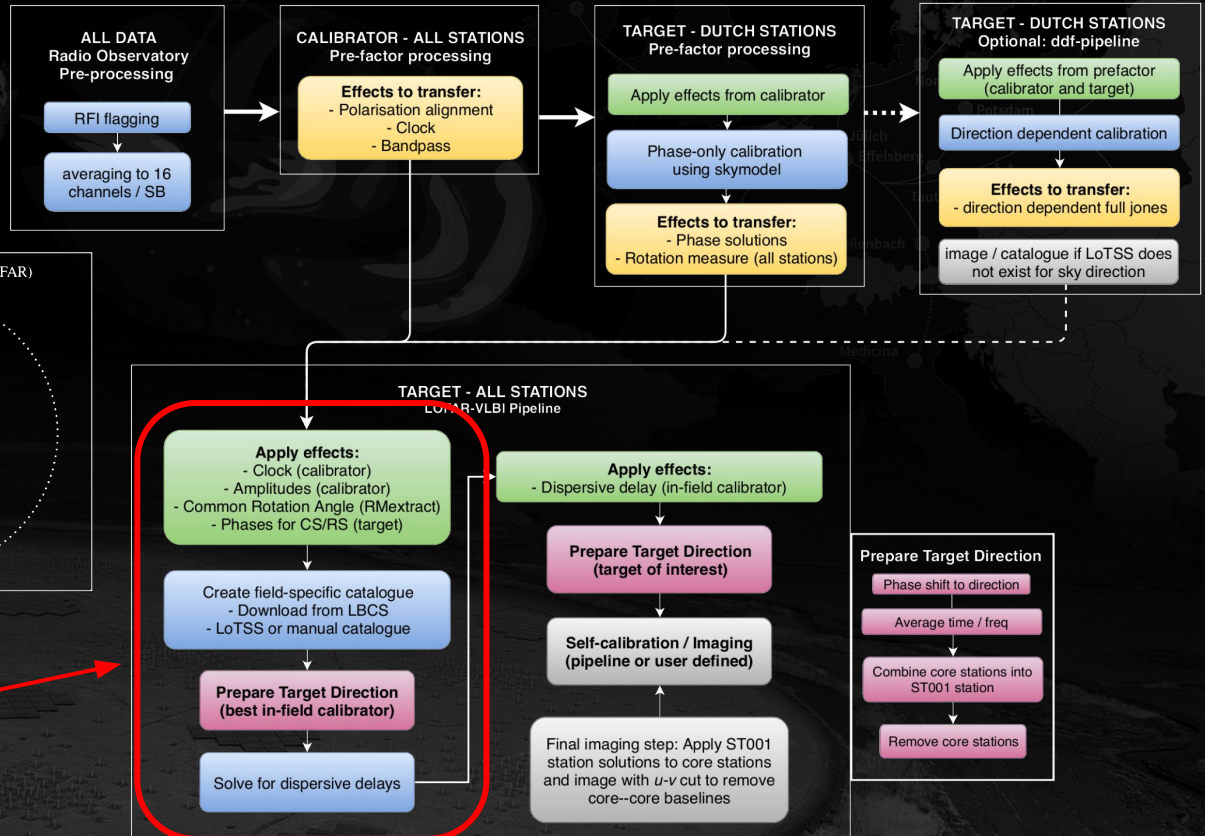 ALL DATA
Radio Observatory
Pre-processing
RFI flagging
averaging to 16
channels / SB
CALIBRATOR - ALL STATIONS
Pre-factor processing
Effects to transfer:
- Polarisation alignment
- Clock
- Bandpass
TARGET - DUTCH STATIONS
Pre-factor processing
Apply effects from calibrator
Phase-only calibration
using skymodel
Effects to transfer:
- Phase solutions
- Rotation measure (all stations)
TARGET - DUTCH STATIONS
Optional: ddf-pipeline
Apply effects from prefactor
(calibrator and target)
Direction dependent calibration
Effects to transfer:
- direction dependent full jones
image / catalogue if LoTSS does
not exist for sky direction
Potsdam
Jülich
Effelsberg
Medicina
FAR)
TARGET - ALL STATIONS
LOFAR-VLBI Pipeline
Apply effects:
- Clock (calibrator)
- Amplitudes (calibrator)
- Common Rotation Angle (RMextract)
- Phases for CS/RS (target)
Create field-specific catalogue
- Download from LBCS
- LoTSS or manual catalogue
Prepare Target Direction
(best in-field calibrator)
Solve for dispersive delays
Apply effects:
- Dispersive delay (in-field calibrator)
Prepare Target Direction
(target of interest)
Self-calibration / Imaging
(pipeline or user defined)
Final imaging step: Apply ST001
station solutions to core stations
and image with u-v cut to remove
core--core baselines
Prepare Target Direction
Phase shift to direction
Average time / freq
Combine core stations into
ST001 station
Remove core stations